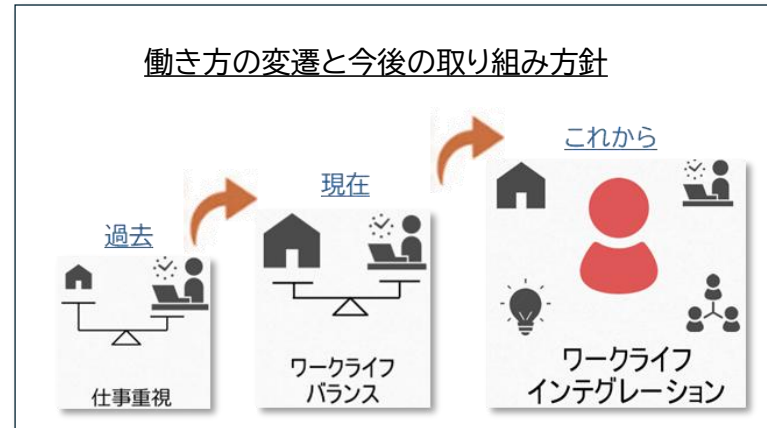 働き方の変遷と今後の取り組み方針
過去
現在
これから
仕事重視
ワークライフ
バランス
ワークライフ
インテグレーション